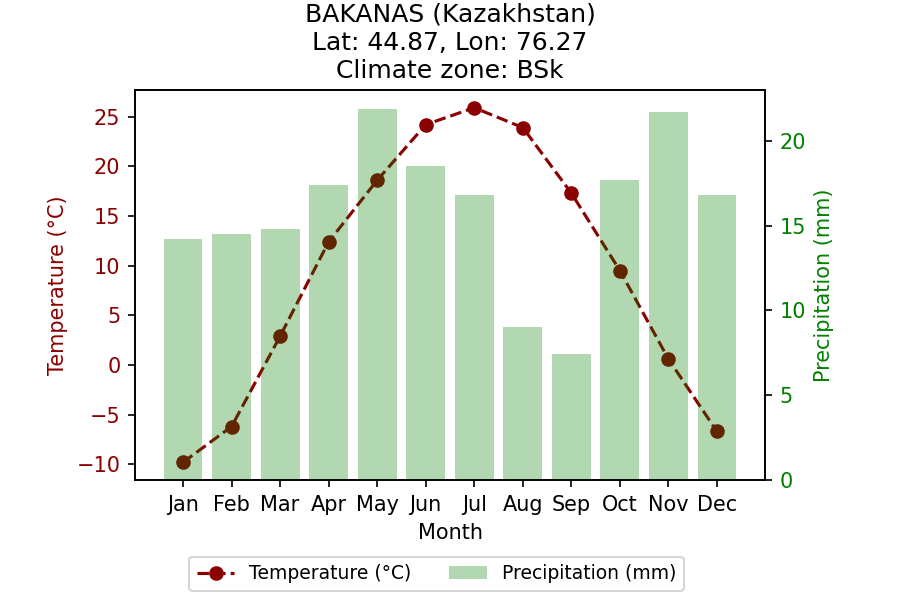 BAKANAS (Kazakhstan)
Lat: 44.87, Lon: 76.27
Climate zone: BSk
Temperature (°C)
25
20
15
10
5
0
−5
−10
Precipitation (mm)
20
15
10
5
0
Jan Feb Mar Apr May Jun Jul Aug Sep Oct Nov Dec
Month
Temperature (°C) Precipitation (mm)